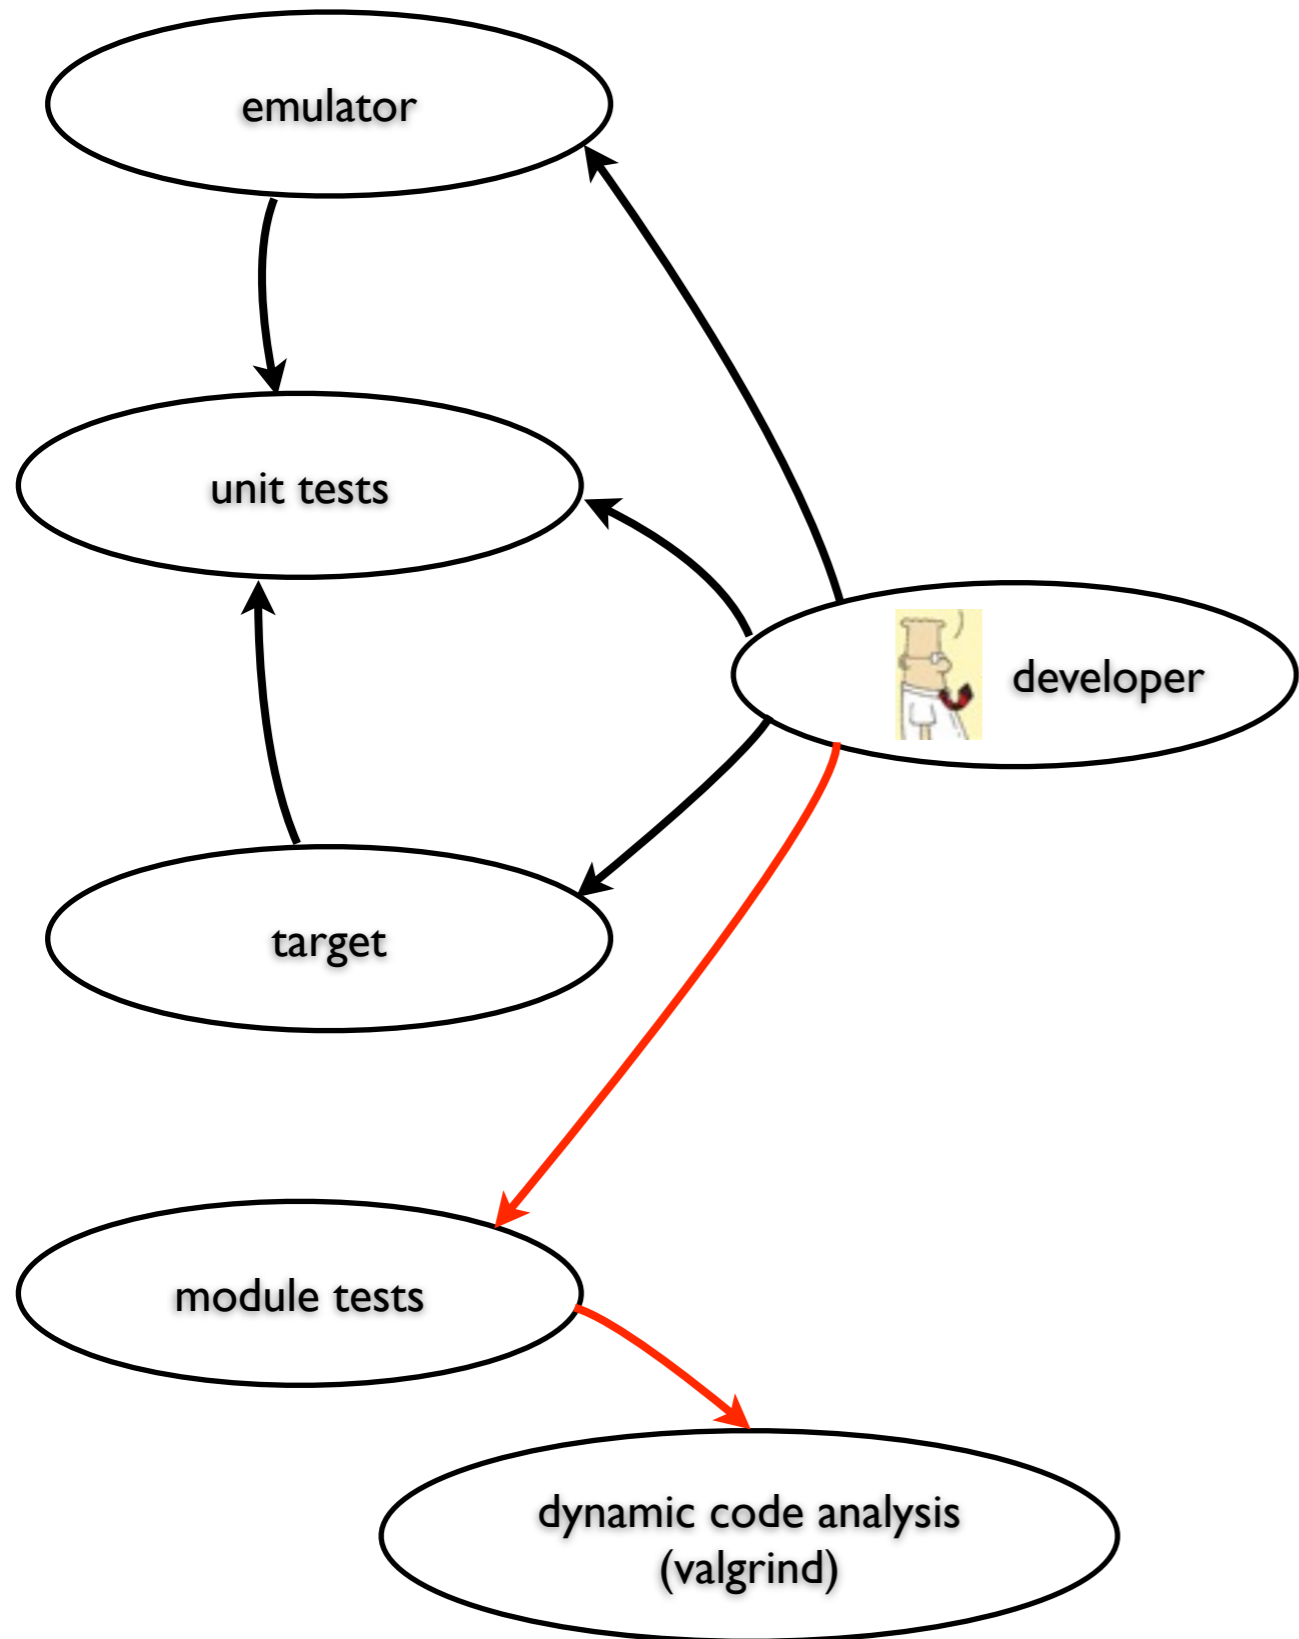 emulator
unit tests
developer
target
module tests
dynamic code analysis
(valgrind)